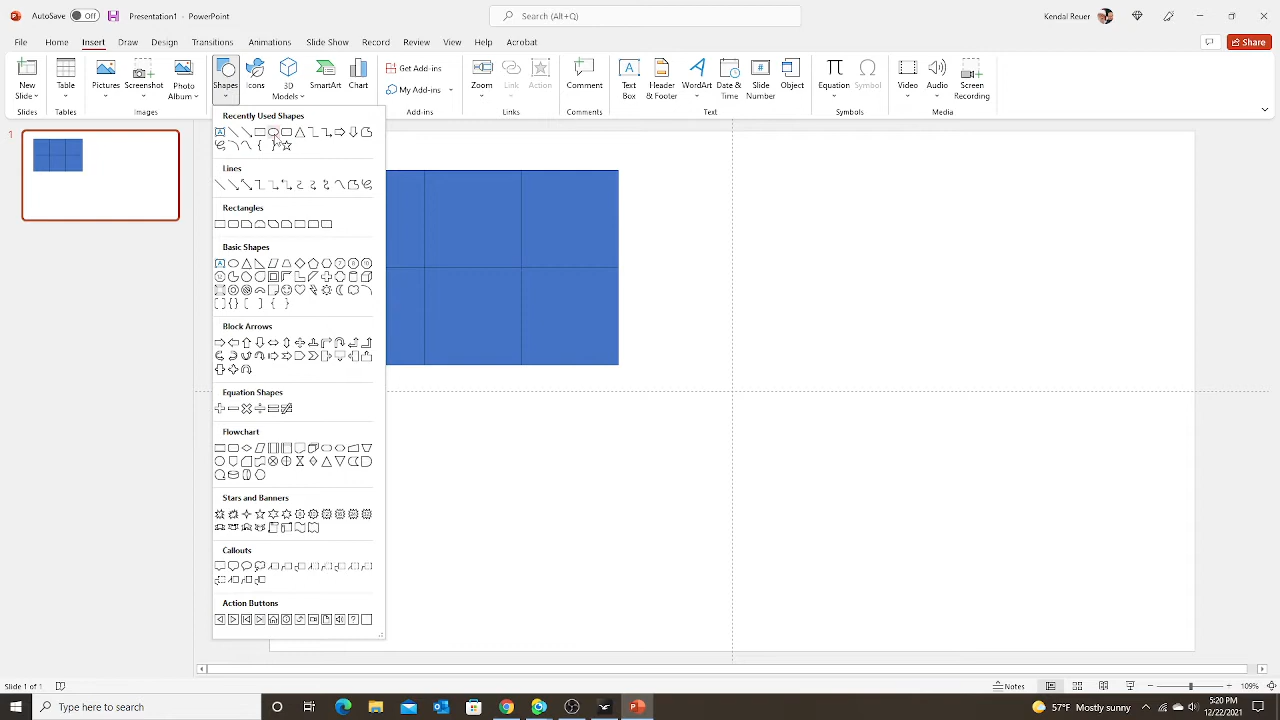 AutoSave Off Presentation1 - PowerPoint Search (Alt+Q) Kendal Reuer
File Home Insert Draw Design Transitions Animations Slide Show Record Review View Help Acrobat Share
New Slide Table Pictures Screenshot Photo Album Shapes Icons 3D Models SmartArt Chart Get Add-ins My Add-ins Zoom Link Action Comment Text Box Header & Footer WordArt Date & Time Slide Number Object Equation Symbol Video Audio Screen Recording
Slides Images Add-ins Links Comments Text Symbols Media
1
Recently Used Shapes
Lines
Rectangles
Basic Shapes
Block Arrows
Equation Shapes
Flowchart
Stars and Banners
Callouts
Action Buttons
Slide 1 of 1 Notes 109%
Type here to search 57°F Mostly sunny 5:20 PM
12/22/2021